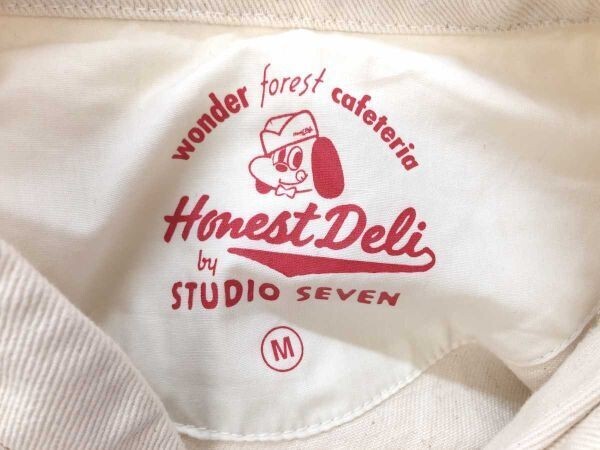 wonder forest cafeteria
Honest Deli
by
STUDIO SEVEN
M